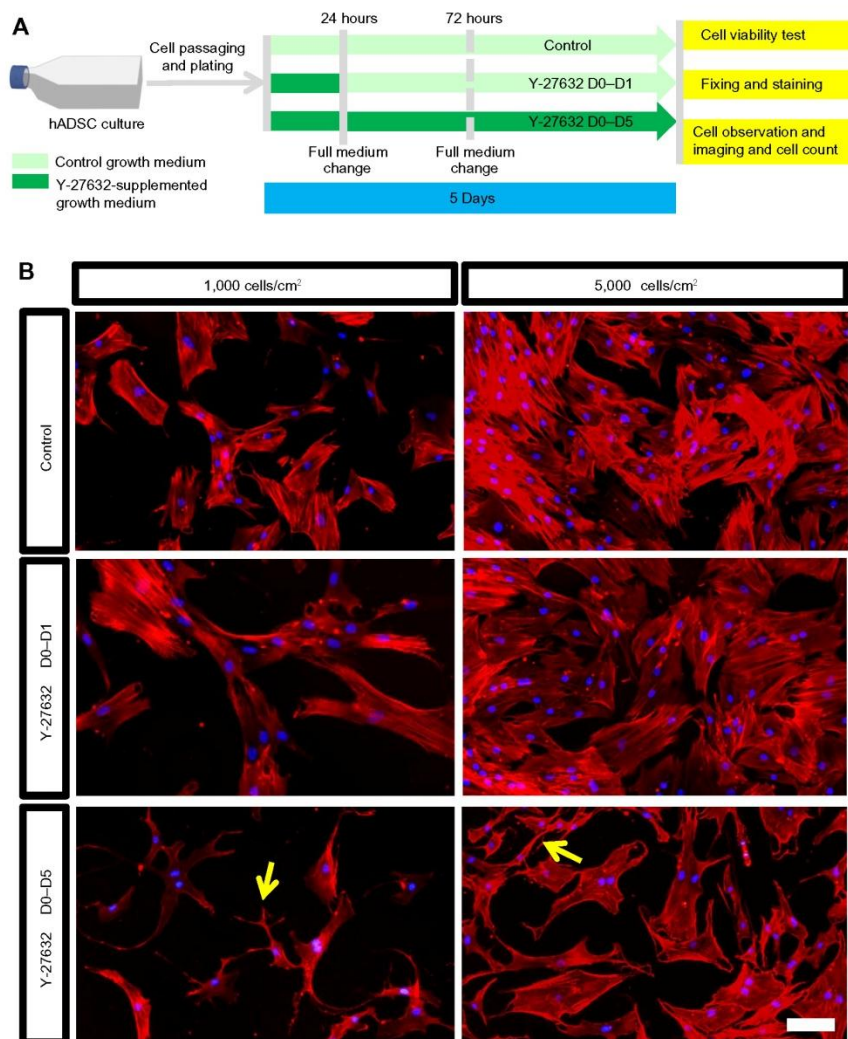 A
24 hours
72 hours
Cell passaging
and plating
hADSC culture
Control
Y-27632 D0–D1
Y-27632 D0–D5
Cell viability test
Fixing and staining
Cell observation and
imaging and cell count
Control growth medium
Y-27632-supplemented
growth medium
Full medium
change
Full medium
change
5 Days
B
1,000 cells/cm²
5,000 cells/cm²
Control
Y-27632 D0–D1
Y-27632 D0–D5